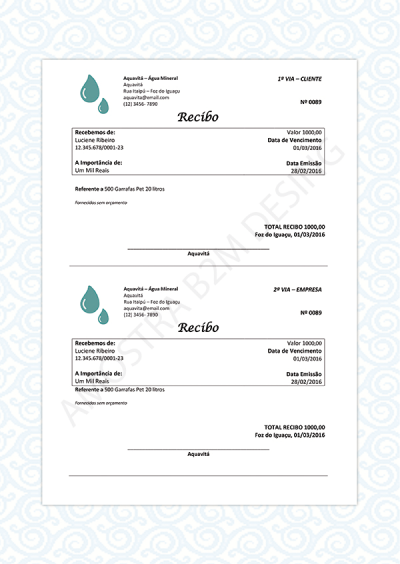 Aquavitá – Água Mineral
1ª VIA – CLIENTE
Aquavitá
Rua Itaipú – Foz do Iguaçu
aquavita@email.com
(12) 3456- 7890
Nº 0089
Recibo
Recebemos de:
Valor 1000,00
Luciene Ribeiro
Data de Vencimento
12.345.678/0001-23
01/03/2016
A Importância de:
Data Emissão
Um Mil Reais
28/02/2016
Referente a 500 Garrafas Pet 20 litros
Fornecidas sem orçamento
TOTAL RECIBO 1000,00
Foz do Iguaçu, 01/03/2016
Aquavitá
Aquavitá – Água Mineral
2ª VIA – EMPRESA
Aquavitá
Rua Itaipú – Foz do Iguaçu
aquavita@email.com
(12) 3456- 7890
Nº 0089
Recibo
Recebemos de:
Valor 1000,00
Luciene Ribeiro
Data de Vencimento
12.345.678/0001-23
01/03/2016
A Importância de:
Data Emissão
Um Mil Reais
28/02/2016
Referente a 500 Garrafas Pet 20 litros
Fornecidas sem orçamento
TOTAL RECIBO 1000,00
Foz do Iguaçu, 01/03/2016
Aquavitá
AMOSTRA B2M DESING